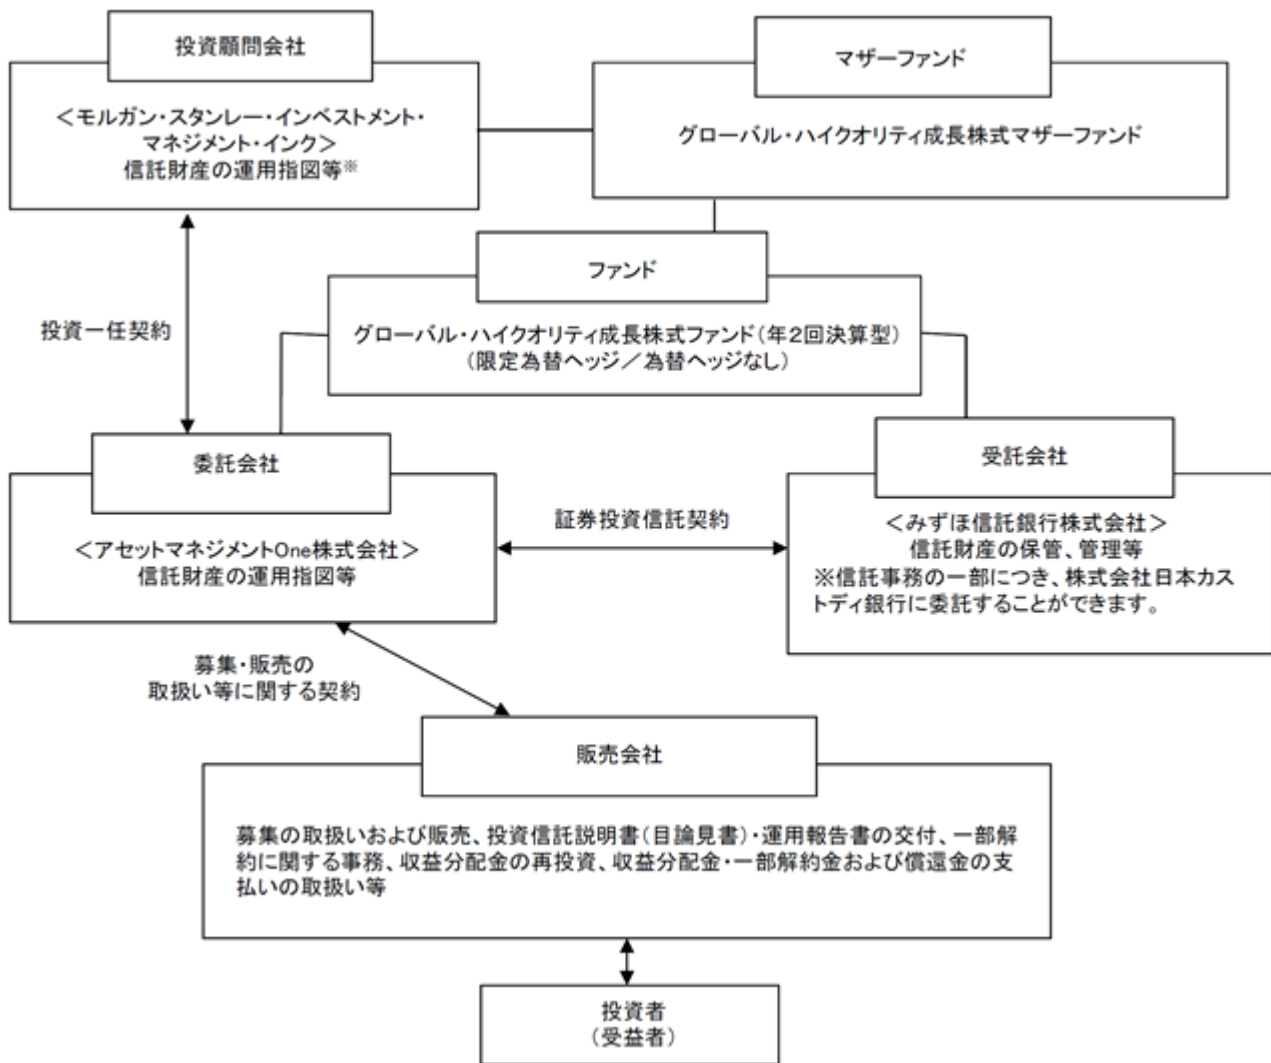 投資顧問会社
＜モルガン・スタンレー・インベストメント・
マネジメント・インク＞
信託財産の運用指図等※
マザーファンド
グローバル・ハイクオリティ成長株式マザーファンド
ファンド
グローバル・ハイクオリティ成長株式ファンド（年２回決算型）
（限定為替ヘッジ／為替ヘッジなし）
投資一任契約
委託会社
＜アセットマネジメントOne株式会社＞
信託財産の運用指図等
証券投資信託契約
受託会社
＜みずほ信託銀行株式会社＞
信託財産の保管、管理等
※信託事務の一部につき、株式会社日本カス
トディ銀行に委託することができます。
募集・販売の
取扱い等に関する契約
販売会社
募集の取扱いおよび販売、投資信託説明書（目論見書）・運用報告書の交付、一部解
約に関する事務、収益分配金の再投資、収益分配金・一部解約金および償還金の支
払いの取扱い等
投資者
（受益者）